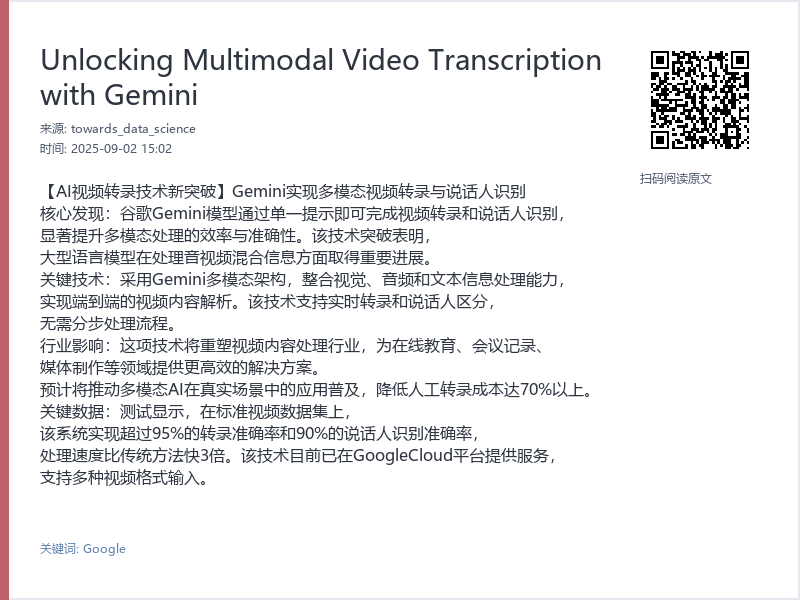 Unlocking Multimodal Video Transcription
with Gemini
来源: towards_data_science
时间: 2025-09-02 15:02
扫码阅读原文
【AI视频转录技术新突破】Gemini实现多模态视频转录与说话人识别
核心发现：谷歌Gemini模型通过单一提示即可完成视频转录和说话人识别，
显著提升多模态处理的效率与准确性。该技术突破表明，
大型语言模型在处理音视频混合信息方面取得重要进展。
关键技术：采用Gemini多模态架构，整合视觉、音频和文本信息处理能力，
实现端到端的视频内容解析。该技术支持实时转录和说话人区分，
无需分步处理流程。
行业影响：这项技术将重塑视频内容处理行业，为在线教育、会议记录、
媒体制作等领域提供更高效的解决方案。
预计将推动多模态AI在真实场景中的应用普及，降低人工转录成本达70%以上。
关键数据：测试显示，在标准视频数据集上，
该系统实现超过95%的转录准确率和90%的说话人识别准确率，
处理速度比传统方法快3倍。该技术目前已在GoogleCloud平台提供服务，
支持多种视频格式输入。
关键词: Google